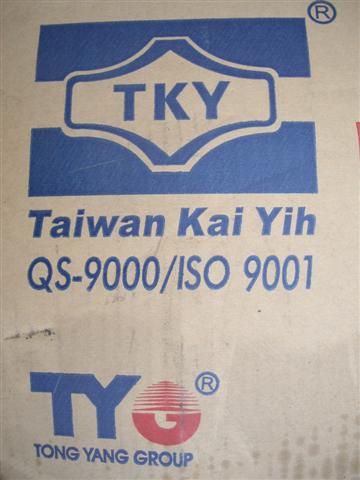 ®
TKY
Taiwan Kai Yih
QS-9000/ISO 9001
TYG®
TONG YANG GROUP